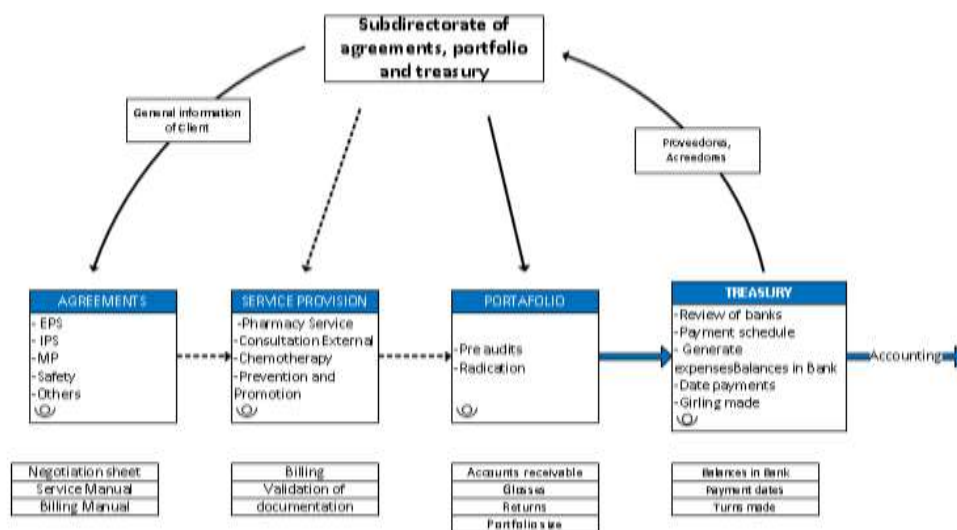 Subdirectorate of
agreements, portfolio
and treasury
General information
of Client
Proveedores,
Acreedores
AGREEMENTS
- EPS
- IPS
-MP
-Safety
-Others
SERVICE PROVISION
-Pharmacy Service
-Consultation External
-Chemotherapy
-Prevention and
Promotion
PORTAFOLIO
-Pre audits
-Radication
TREASURY
-Review of banks
-Payment schedule
- Generate
expensesBalances in Bank
-Date payments
-Girling made
Accounting
Negotiation sheet
Service Manual
Billing Manual
Billing
Validation of
documentation
Accounts receivable
Glosses
Returns
Portfolio size
Balances in Bank
Payment dates
Turns made